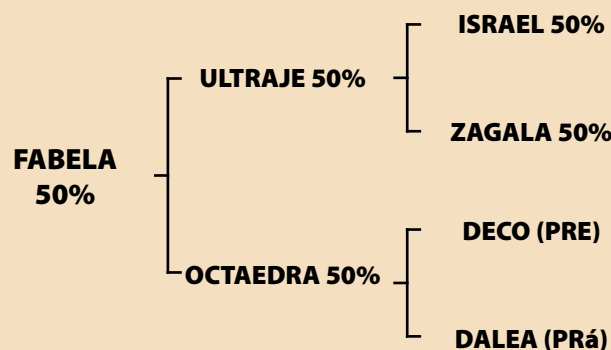 ISRAEL 50%
ULTRAJE 50%
ZAGALA 50%
FABELA
50%
DECO (PRE)
OCTAEDRA 50%
DALEA (PRá)